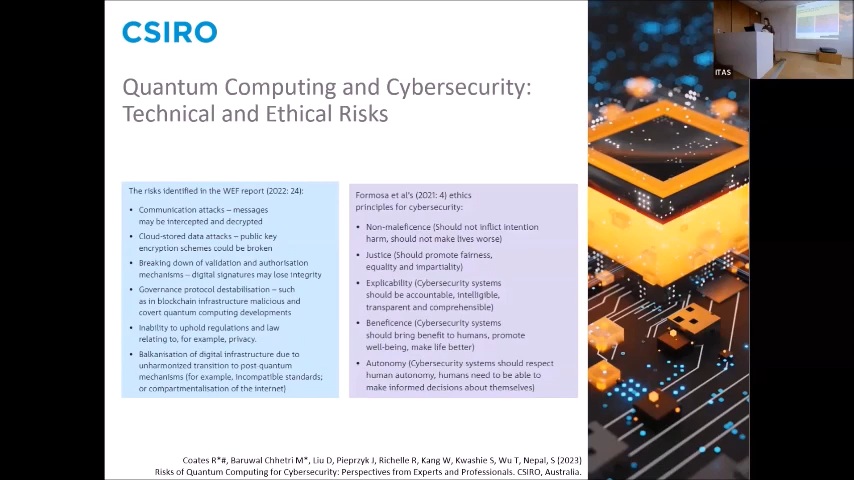 CSIRO
Quantum Computing and Cybersecurity:
Technical and Ethical Risks
The risks identified in the WEF report (2022: 24):
• Communication attacks – messages
may be intercepted and decrypted
• Cloud-stored data attacks – public key
encryption schemes could be broken
• Breaking down of validation and authorisation
mechanisms – digital signatures may lose integrity
• Governance protocol destabilisation – such
as in blockchain infrastructure malicious and
covert quantum computing developments
• Inability to uphold regulations and law
relating to, for example, privacy.
• Balkanisation of digital infrastructure due to
unharmonized transition to post-quantum
mechanisms (for example, incompatible standards;
or compartmentalisation of the internet)
Formosa et al's (2021: 4) ethics
principles for cybersecurity:
• Non-maleficence (Should not inflict intention
harm, should not make lives worse)
• Justice (Should promote fairness,
equality and impartiality)
• Explicability (Cybersecurity systems
should be accountable, intelligible,
transparent and comprehensible)
• Beneficence (Cybersecurity systems
should bring benefit to humans, promote
well-being, make life better)
• Autonomy (Cybersecurity systems should respect
human autonomy, humans need to be able to
make informed decisions about themselves)
Coates R*#, Baruwal Chhetri M*, Liu D, Pieprzyk J, Richelle R, Kang W, Kwashie S, Wu T, Nepal, S (2023)
Risks of Quantum Computing for Cybersecurity: Perspectives from Experts and Professionals. CSIRO, Australia.
ITAS